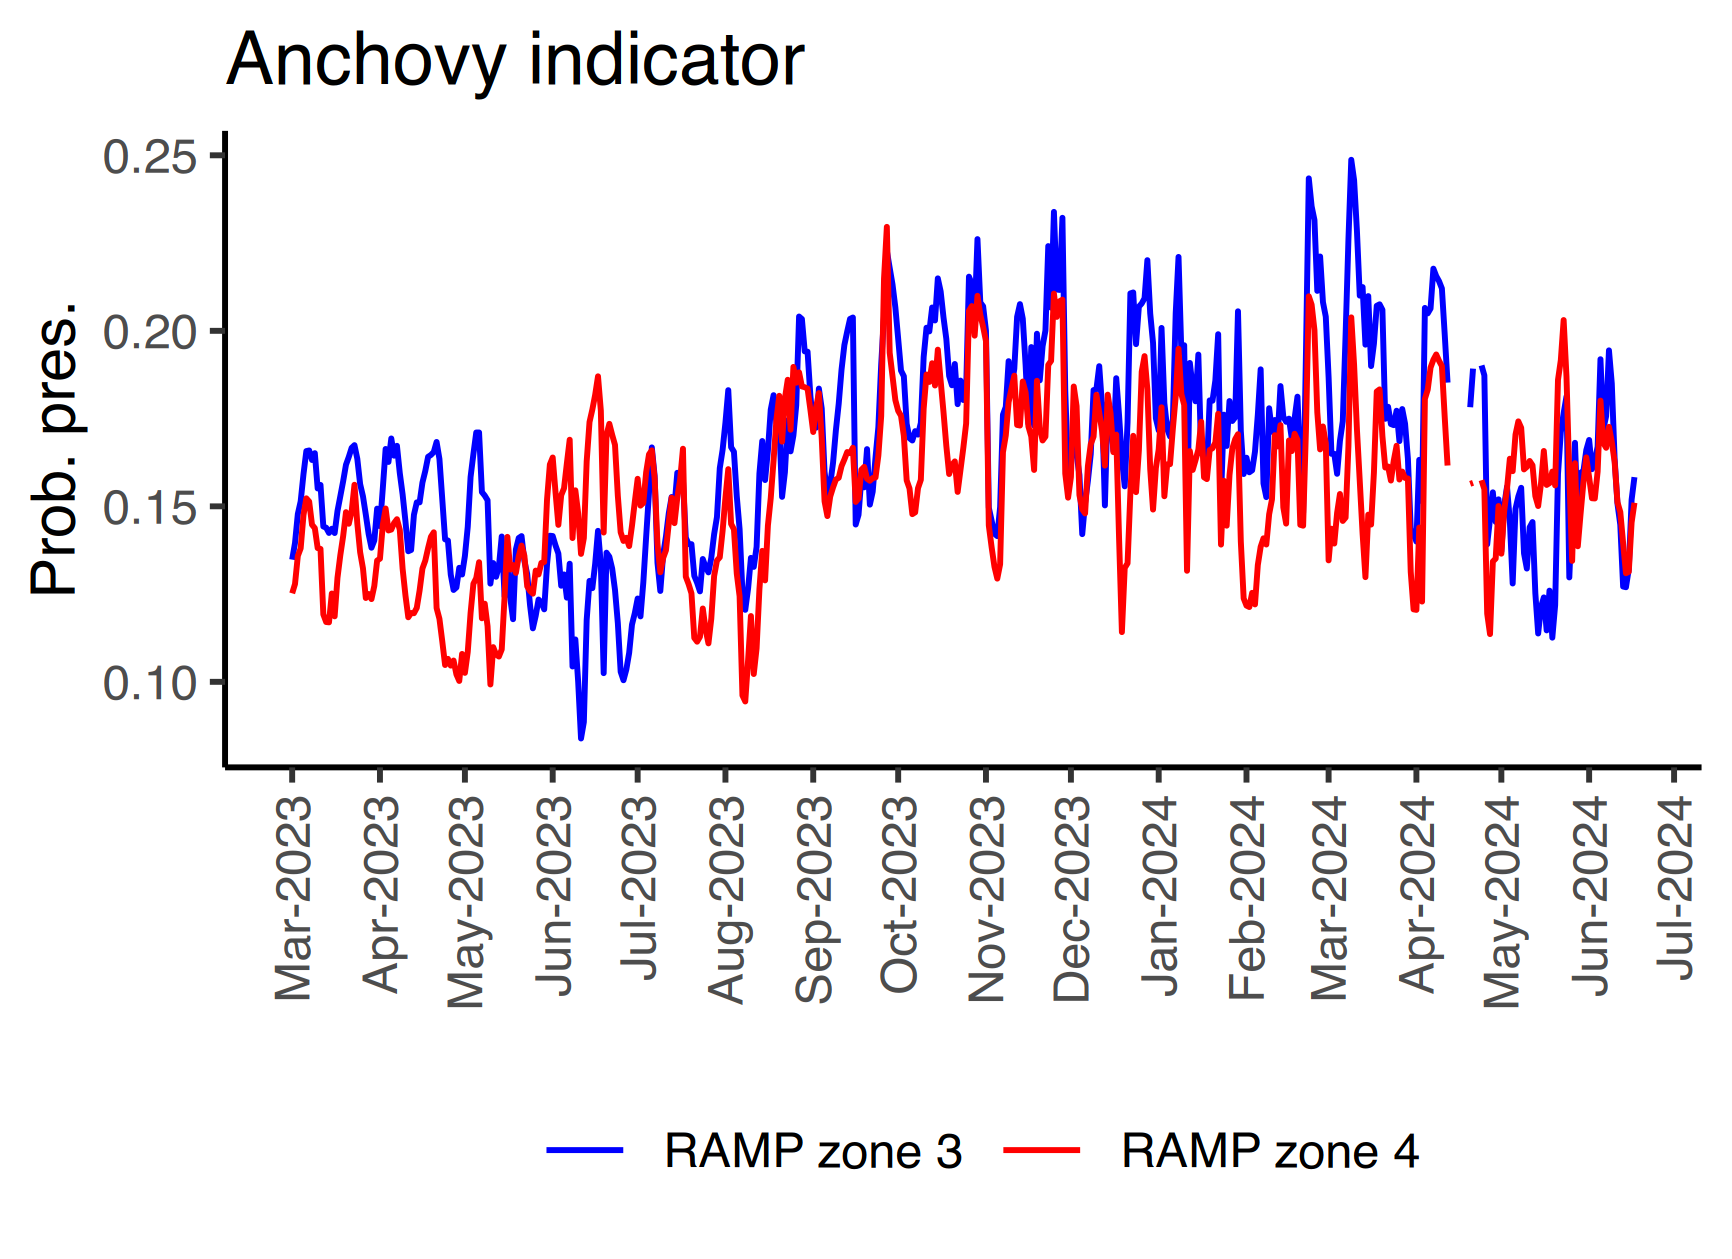 Anchovy indicator
Prob. pres.
0.25
0.20
0.15
0.10
Mar-2023
Apr-2023
May-2023
Jun-2023
Jul-2023
Aug-2023
Sep-2023
Oct-2023
Nov-2023
Dec-2023
Jan-2024
Feb-2024
Mar-2024
Apr-2024
May-2024
Jun-2024
Jul-2024
RAMP zone 3
RAMP zone 4